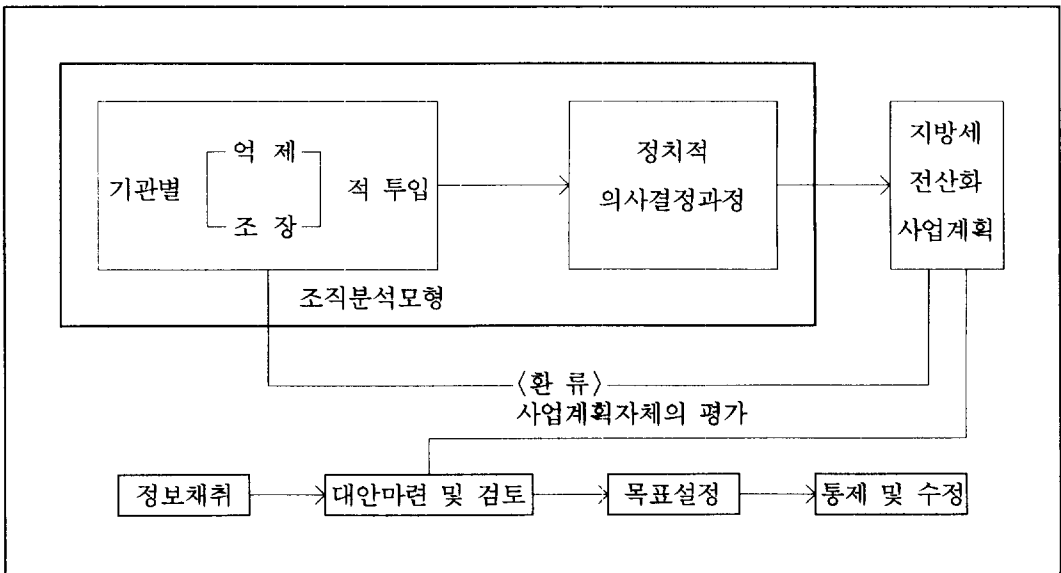 억 제
기관별
적 투입
조 장
정치적
의사결정과정
지방세
전산화
사업계획
조직분석모형
〈환 류〉
사업계획자체의 평가
정보채취
대안마련 및 검토
목표설정
통제 및 수정